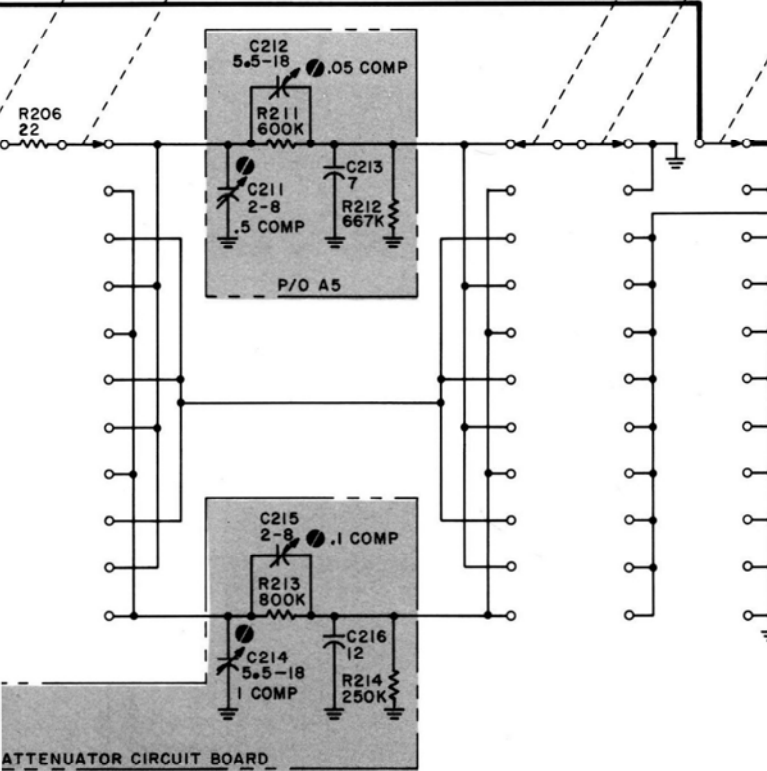 R206
22
C212
5.5-18
.05 COMP
R211
600K
C211
2-8
.5 COMP
C213
7
R212
667K
P/O A5
C215
2-8
.1 COMP
R213
800K
C214
5.5-18
1 COMP
C216
12
R214
250K
ATTENUATOR CIRCUIT BOARD